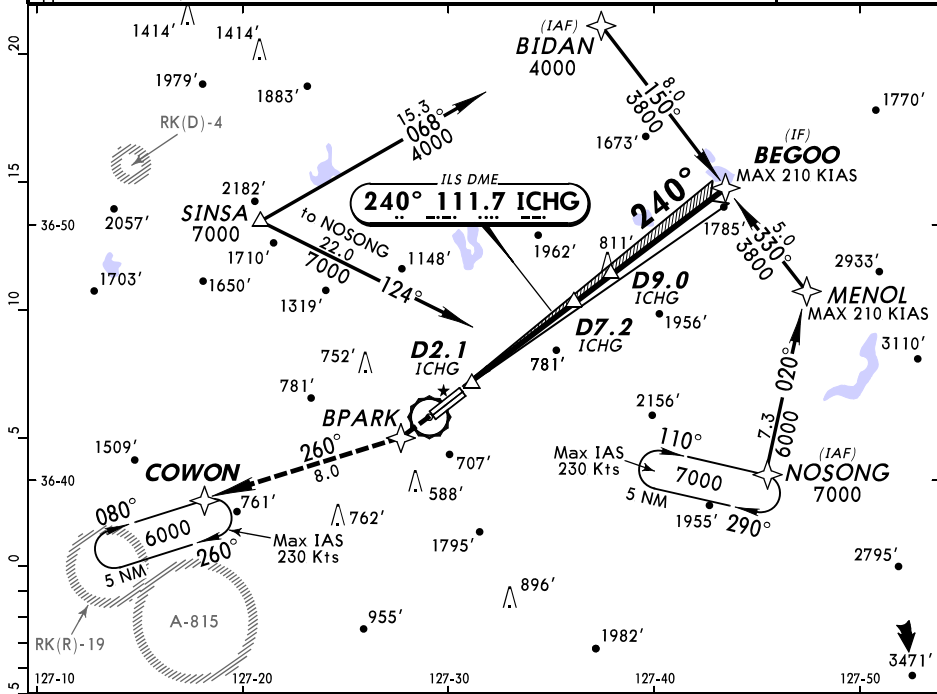 1414'
1414'
(IAF)
BIDAN
4000
20
1979'
1883'
8.0
150°
3800
1770'
RK(D)-4
15.3
068°
4000
1673'
(IF)
BEGOO
MAX 210 KIAS
15
2182'
ILS DME
240° 111.7 ICHG
240°
2057'
SINSA
7000
to NOSONG
22.0
7000
124°
1785'
36-50
1710'
1148'
1962'
811'
5.0
330°
3800
2933'
1703'
1650'
1319'
D9.0
ICHG
MENOL
MAX 210 KIAS
10
D7.2
ICHG
1956'
D2.1
ICHG
752'
781'
3110'
781'
BPARK
2156'
020°
7.3
6000
5
1509'
260°
8.0
707'
Max IAS
230 Kts
110°
7000
5 NM
290°
(IAF)
NOSONG
7000
36-40
COWON
588'
080°
761'
762'
1955'
6000
260°
5 NM
Max IAS
230 Kts
1795'
2795'
0
896'
A-815
955'
RK(R)-19
1982'
3471'
5
127-10
127-20
127-30
127-40
127-50